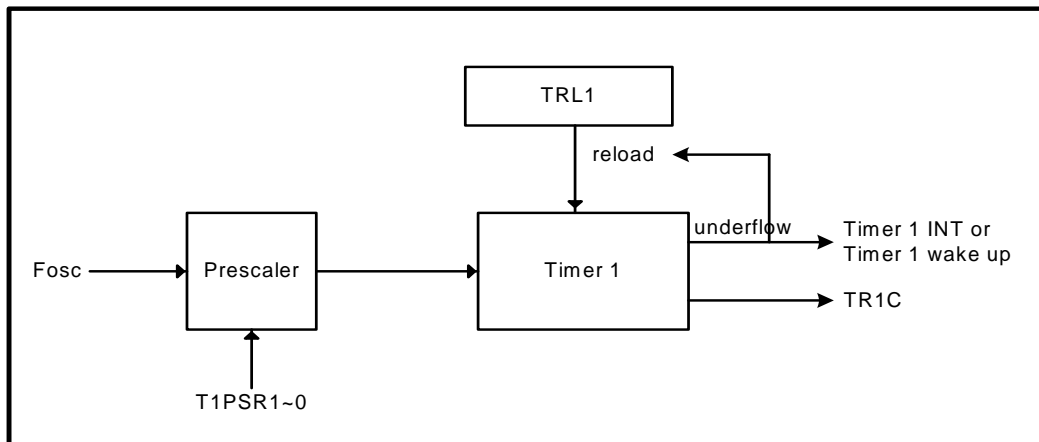 TRL1
reload
underflow
Timer 1 INT or
Timer 1 wake up
Fosc
Prescaler
Timer 1
TR1C
T1PSR1~0